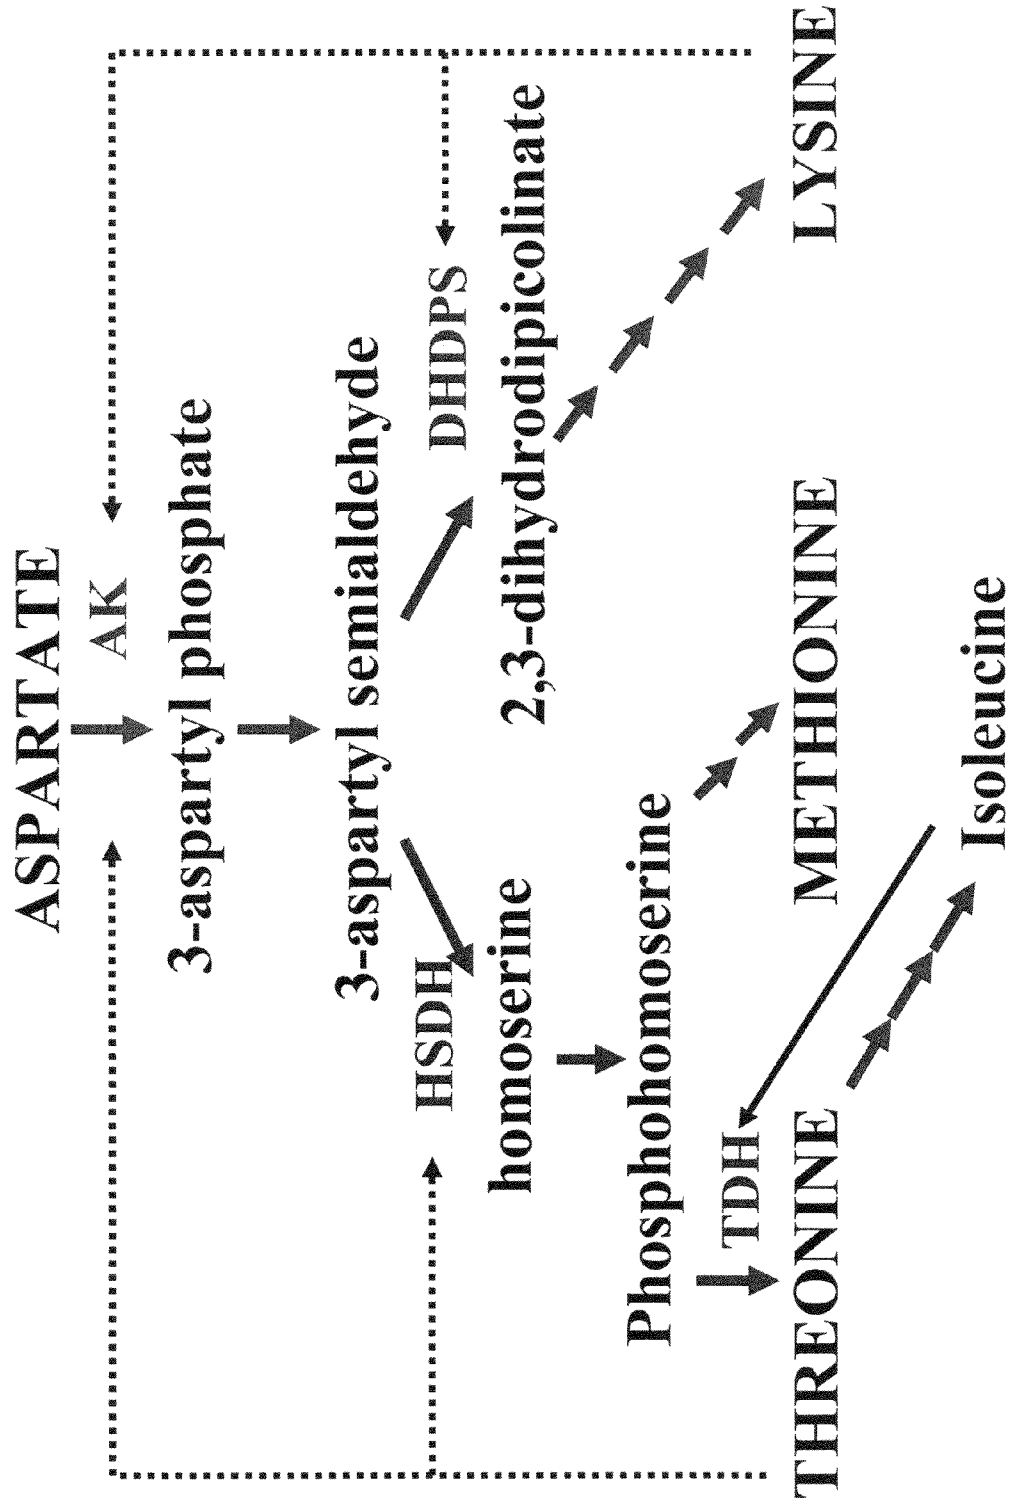 ASPARTATE
AK
3-aspartyl phosphate
3-aspartyl semialdehyde
HSDH
DHDPS
homoserine
2,3-dihydrodipicolinate
Phosphohomoserine
TDH
THREONINE
METHIONINE
LYSINE
Isoleucine